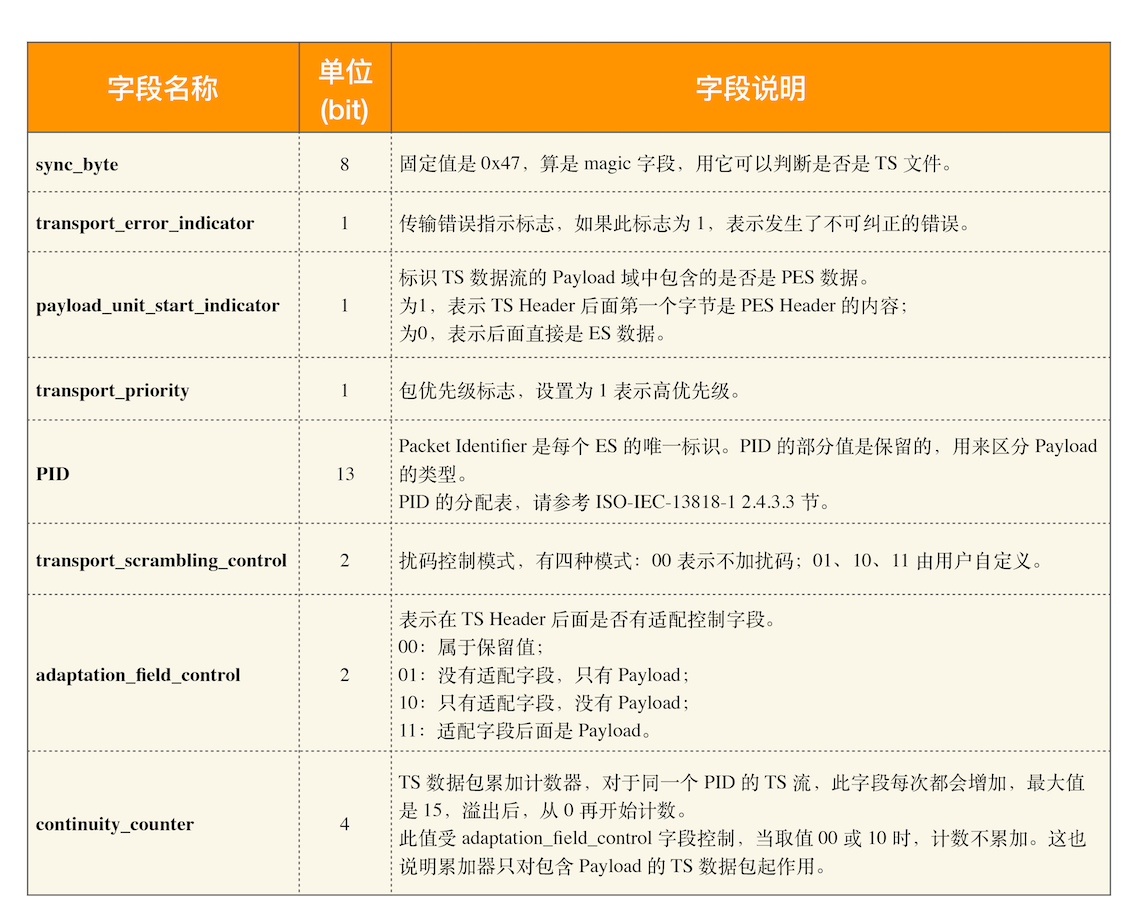 字段名称
单位
(bit)
字段说明
sync_byte
8
固定值是 0x47，算是 magic 字段，用它可以判断是否是 TS 文件。
transport_error_indicator
1
传输错误指示标志，如果此标志为 1，表示发生了不可纠正的错误。
payload_unit_start_indicator
1
标识 TS 数据流的 Payload 域中包含的是否是 PES 数据。
为1，表示 TS Header 后面第一个字节是 PES Header 的内容；
为0，表示后面直接是 ES 数据。
transport_priority
1
包优先级标志，设置为 1 表示高优先级。
PID
13
Packet Identifier 是每个 ES 的唯一标识。PID 的部分值是保留的，用来区分 Payload
的类型。
PID 的分配表，请参考 ISO-IEC-13818-1 2.4.3.3 节。
transport_scrambling_control
2
扰码控制模式，有四种模式：00 表示不加扰码；01、10、11 由用户自定义。
adaptation_field_control
2
表示在 TS Header 后面是否有适配控制字段。
00：属于保留值；
01：没有适配字段，只有 Payload；
10：只有适配字段，没有 Payload；
11：适配字段后面是 Payload。
continuity_counter
4
TS 数据包累加计数器，对于同一个 PID 的 TS 流，此字段每次都会增加，最大值
是 15，溢出后，从 0 再开始计数。
此值受 adaptation_field_control 字段控制，当取值 00 或 10 时，计数不累加。这也
说明累加器只对包含 Payload 的 TS 数据包起作用。